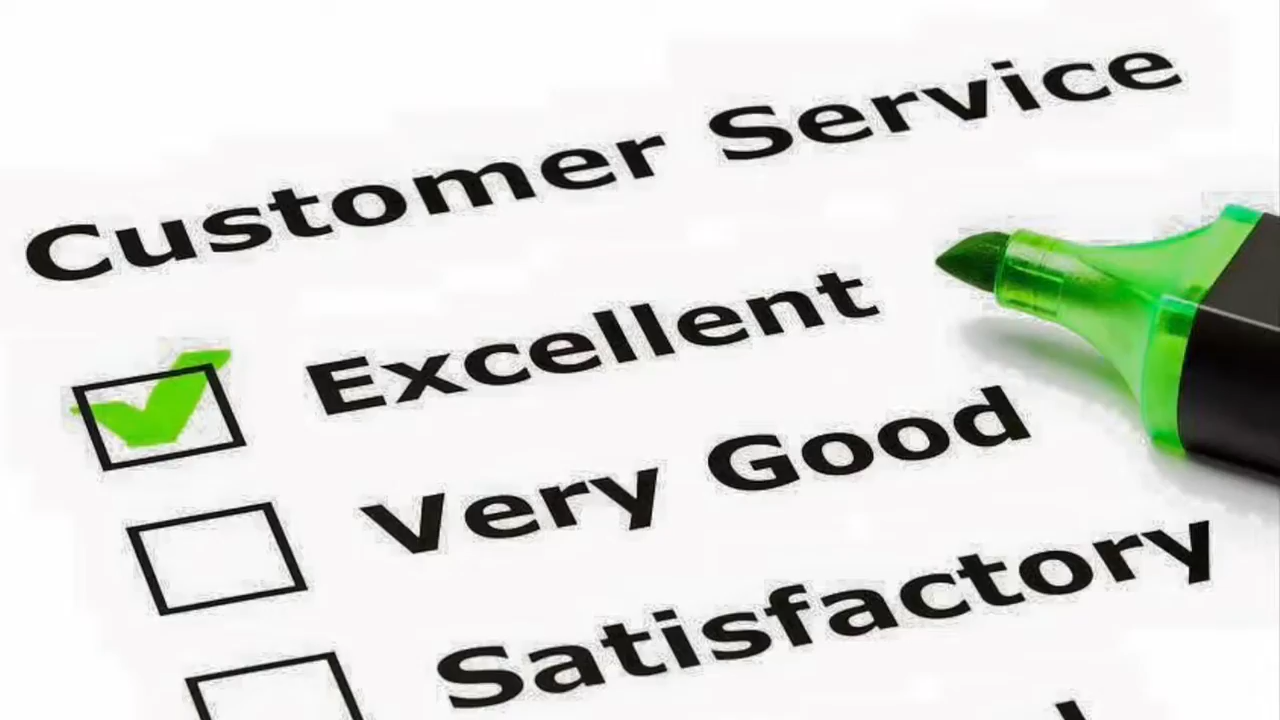 Customer Service
Excellent
Very Good
Satisfactory